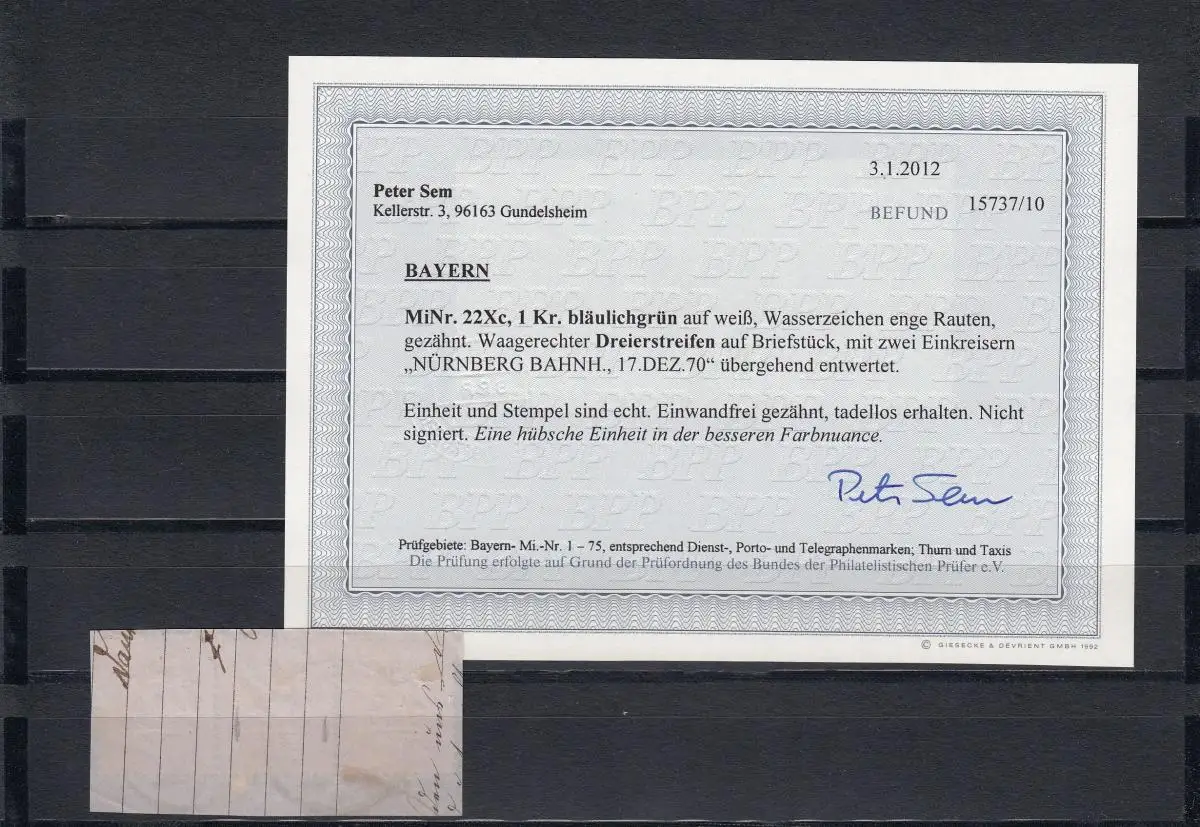 3.1.2012
Peter Sem
Kellerstr. 3, 96163 Gundelsheim
BEFUND 15737/10
BAYERN
MiNr. 22Xc, 1 Kr. bläulichgrün auf weiß, Wasserzeichen enge Rauten,
gezähnt. Waagerechter Dreierstreifen auf Briefstück, mit zwei Einkreisern
„NÜRNBERG BAHNH., 17.DEZ.70“ übergehend entwertet.
Einheit und Stempel sind echt. Einwandfrei gezähnt, tadellos erhalten. Nicht
signiert. Eine hübsche Einheit in der besseren Farbnuance.
Peter Sem
Prüfgebiete: Bayern- Mi.-Nr. 1 – 75, entsprechend Dienst-, Porto- und Telegraphenmarken; Thurn und Taxis
Die Prüfung erfolgte auf Grund der Prüfordnung des Bundes der Philatelistischen Prüfer e.V.
© GIESECKE & DEVRIENT GMBH 1992